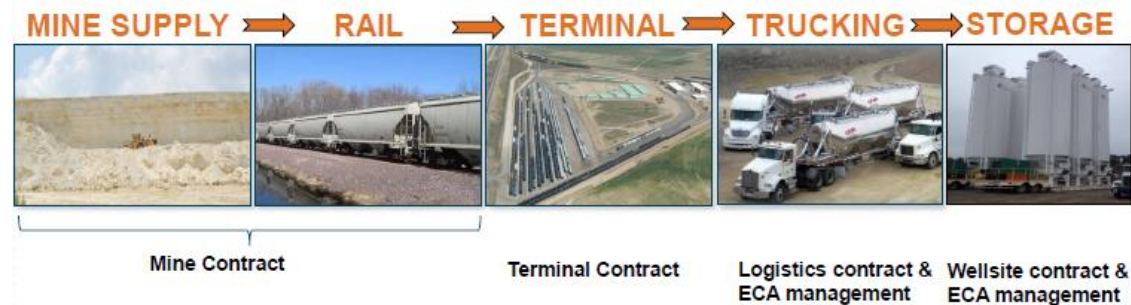 MINE SUPPLY RAIL TERMINAL TRUCKING STORAGE
Mine Contract
Terminal Contract
Logistics contract &
ECA management
Wellsite contract &
ECA management